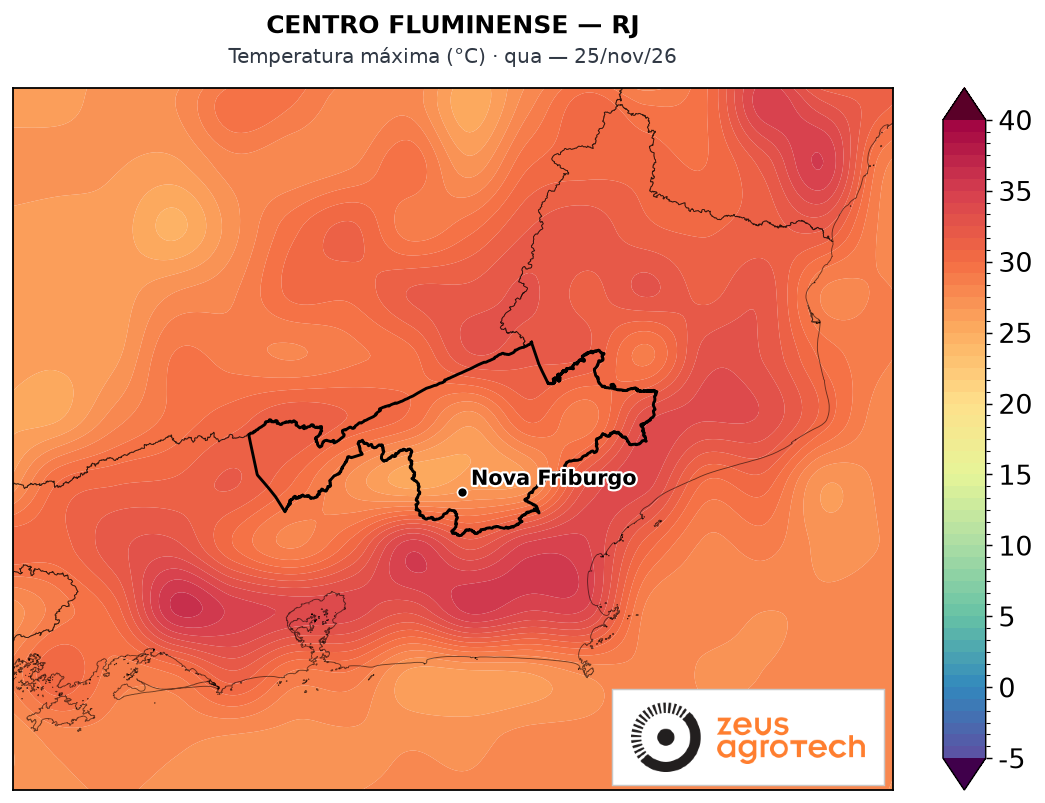 CENTRO FLUMINENSE — RJ
Temperatura máxima (°C) · qua — 25/nov/26
Nova Friburgo
40
35
30
25
20
15
10
5
0
-5
zeus
agrotech